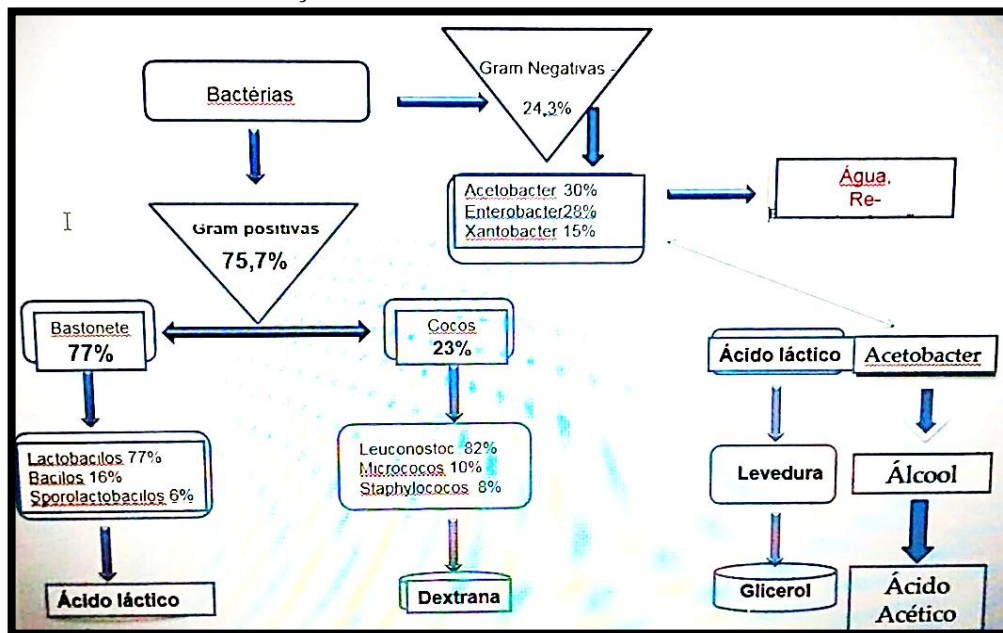 Bactérias
Gram Negativas -
24,3%
Acetobacter 30%
Enterobacter28%
Xantobacter 15%
Água,
Re-
Gram positivas
75,7%
Bastonete
77%
Cocos
23%
Ácido láctico
Acetobacter
Lactobacilos 77%
Bacilos 16%
Sporolactobacilos 6%
Leuconostoc 82%
Micrococos 10%
Staphylococos 8%
Levedura
Álcool
Ácido láctico
Dextrana
Glicerol
Ácido
Acético